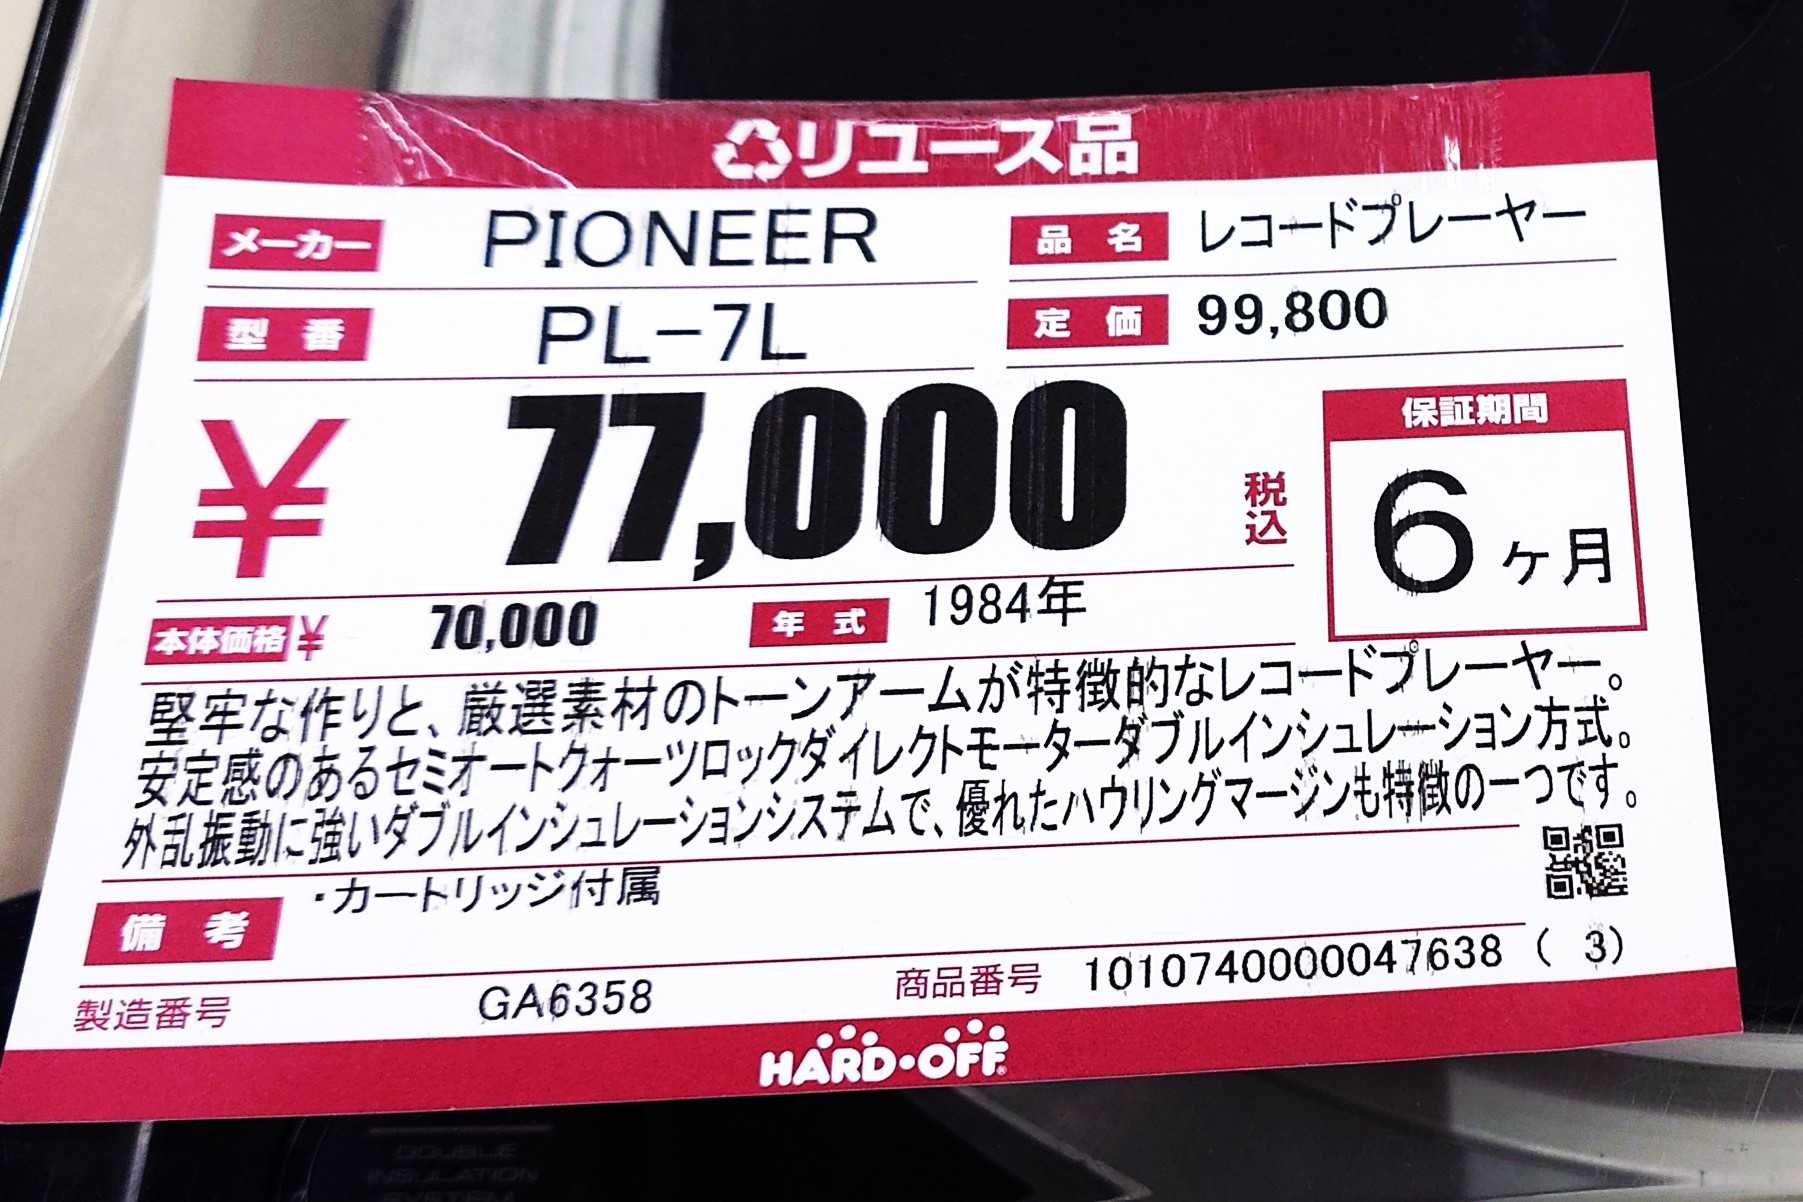 リユース品
メーカー PIONEER 品名 レコードプレーヤー
型番 PL-7L 定価 99,800
¥ 77,000 税込
保証期間
6ヶ月
本体価格 ¥ 70,000 年式 1984年
堅牢な作りと、厳選素材のトーンアームが特徴的なレコードプレーヤー。
安定感のあるセミオートクォーツロックダイレクトモーターダブルインシュレーション方式。
外乱振動に強いダブルインシュレーションシステムで、優れたハウリングマージンも特徴の一つです。
備考 ・カートリッジ付属
製造番号 GA6358 商品番号 1010740000047638 ( 3)
HARD・OFF®
DOUBLE
INSULATION
SYSTEM